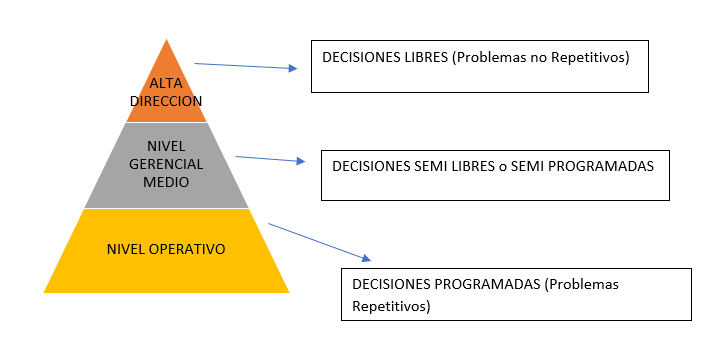 ALTA
DIRECCION
DECISIONES LIBRES (Problemas no Repetitivos)
NIVEL
GERENCIAL
MEDIO
DECISIONES SEMI LIBRES o SEMI PROGRAMADAS
NIVEL OPERATIVO
DECISIONES PROGRAMADAS (Problemas
Repetitivos)